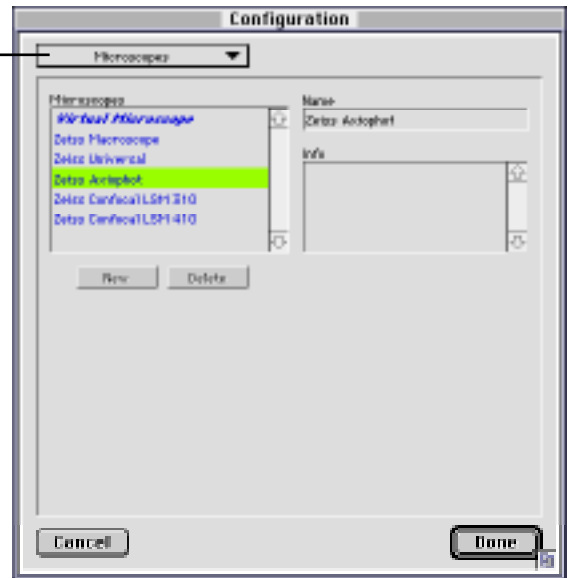 Configuration
Microscopes
Microscopes
Virtual Microscope
Zeiss Macroscope
Zeiss Universal
Zeiss Axiophot
Zeiss Confocal LSM 310
Zeiss Confocal LSM 410
New Delete
Name
Zeiss Axiophot
Info
Cancel Done